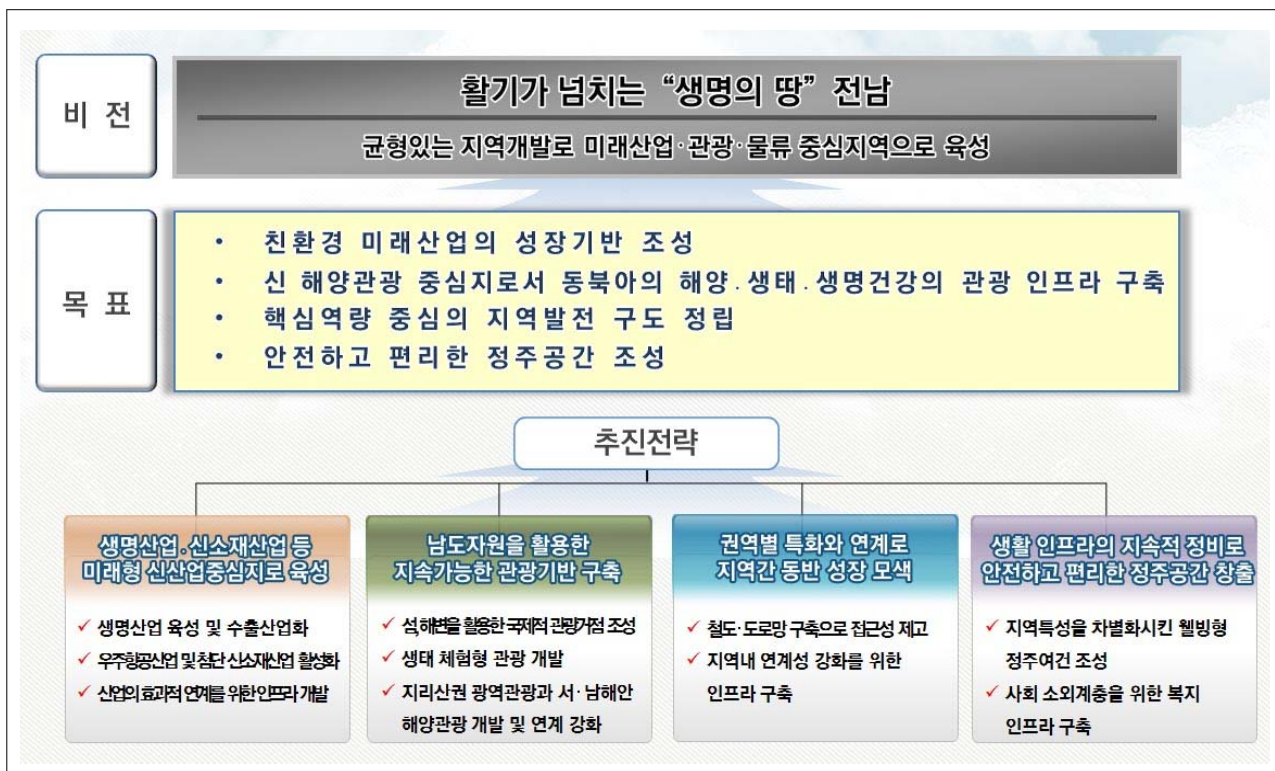 비 전
활기가 넘치는 “생명의 땅” 전남
균형있는 지역개발로 미래산업·관광·물류 중심지역으로 육성
목 표
• 친환경 미래산업의 성장기반 조성
• 신 해양관광 중심지로서 동북아의 해양.생태.생명건강의 관광 인프라 구축
• 핵심역량 중심의 지역발전 구도 정립
• 안전하고 편리한 정주공간 조성
추진전략
생명산업.신소재산업 등
미래형 신산업중심지로 육성
✓ 생명산업 육성 및 수출산업화
✓ 우주항공산업 및 첨단 신소재산업 활성화
✓ 산업의 효과적 연계를 위한 인프라 개발
남도자원을 활용한
지속가능한 관광기반 구축
✓ 섬,해변을 활용한 국제적 관광거점 조성
✓ 생태 체험형 관광 개발
✓ 지리산권 광역관광과 서·남해안
해양관광 개발 및 연계 강화
권역별 특화와 연계로
지역간 동반 성장 모색
✓ 철도·도로망 구축으로 접근성 제고
✓ 지역내 연계성 강화를 위한
인프라 구축
생활 인프라의 지속적 정비로
안전하고 편리한 정주공간 창출
✓ 지역특성을 차별화시킨 웰빙형
정주여건 조성
✓ 사회 소외계층을 위한 복지
인프라 구축